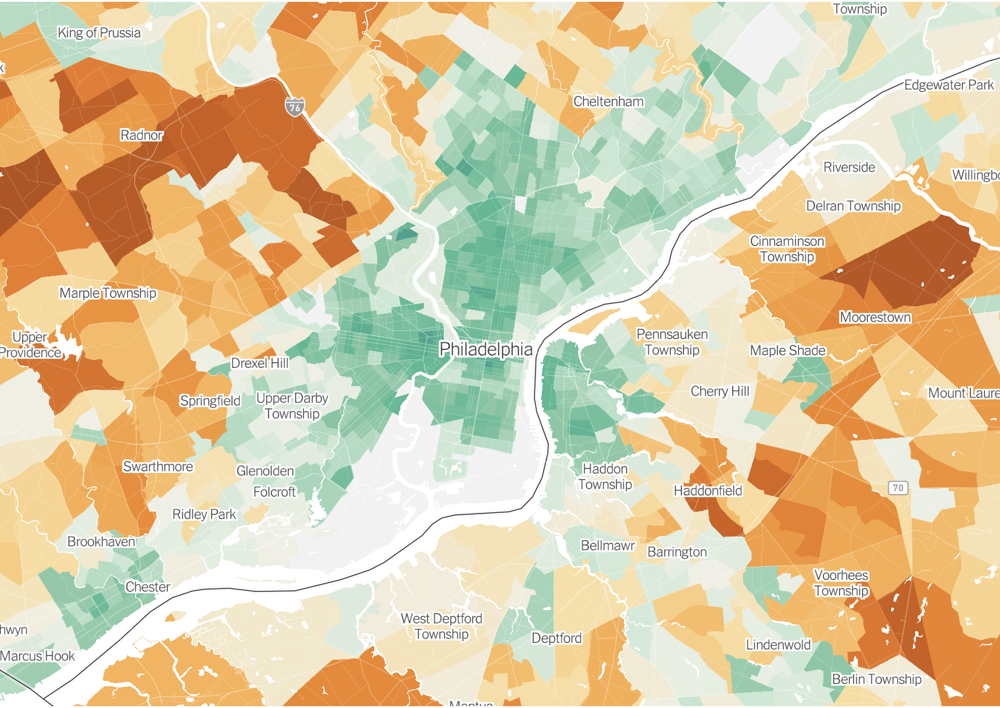 Township
King of Prussia
k
Edgewater Park
Cheltenham
76
Radnor
Riverside
Willingbo
Delran Township
Cinnaminson
Township
Marple Township
Moorestown
Upper
Providence
Pennsauken
Township
Maple Shade
Philadelphia
Drexel Hill
Cherry Hill
Mount Laure
Springfield
Upper Darby
Township
Swarthmore
Glenolden
Haddon
Township
70
Folcroft
Haddonfield
Ridley Park
Brookhaven
Bellmawr
Barrington
Voorhees
Township
Chester
West Deptford
Township
hwyn
Deptford
Lindenwold
Marcus Hook
Berlin Township
Mantua